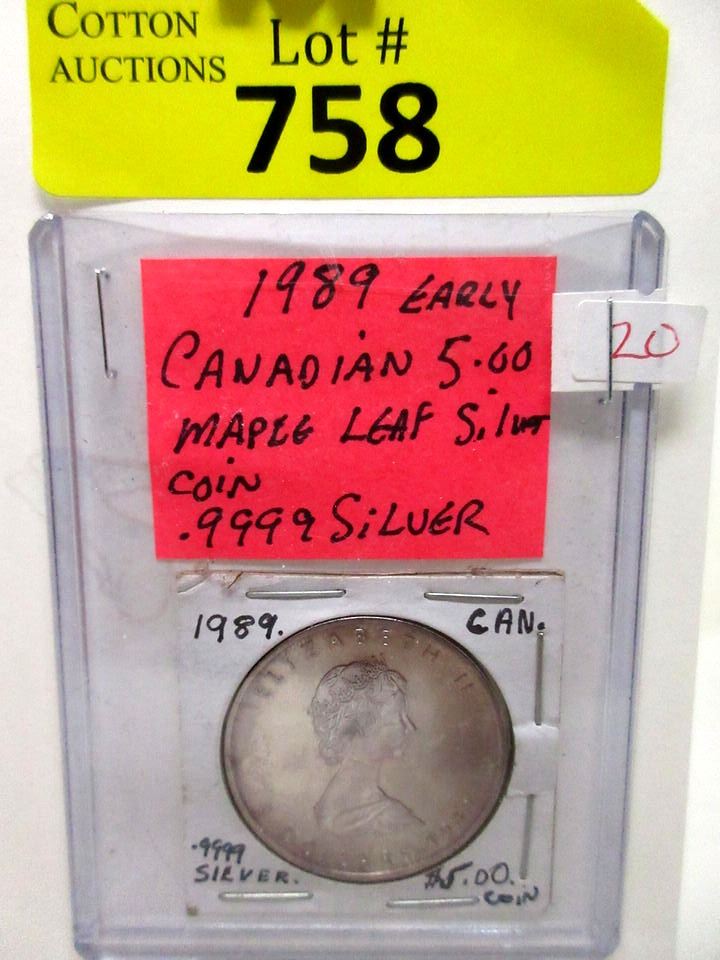 COTTON
AUCTIONS
Lot #
758
1989 EARLY
CANADIAN 5.00
MAPLE LEAF Silver
COIN
.9999 SILVER
20
1989.
CAN.
ELIZABETH II
.9999
SILVER.
$5.00.
COIN